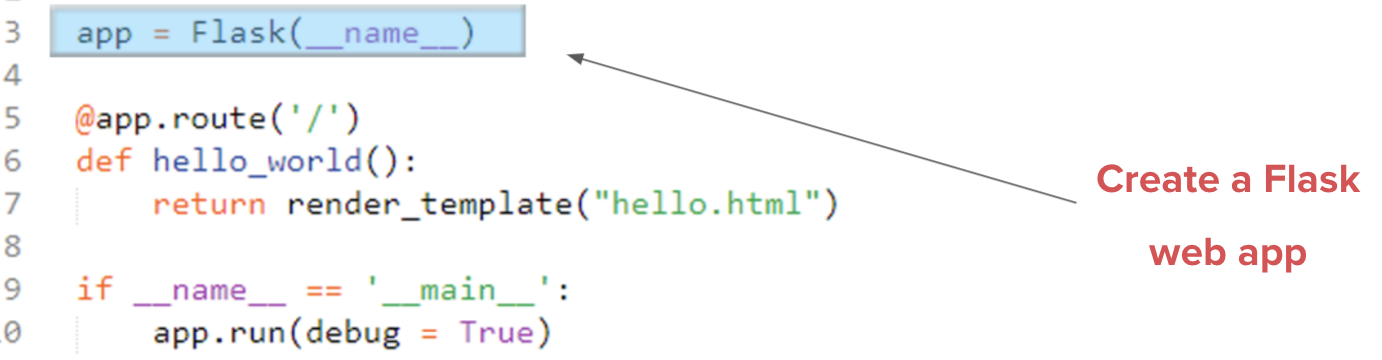 3 app = Flask(__name__)
4
5 @app.route('/')
6 def hello_world():
7     return render_template("hello.html")
8
9 if __name__ == '__main__':
0     app.run(debug = True)
Create a Flask
web app